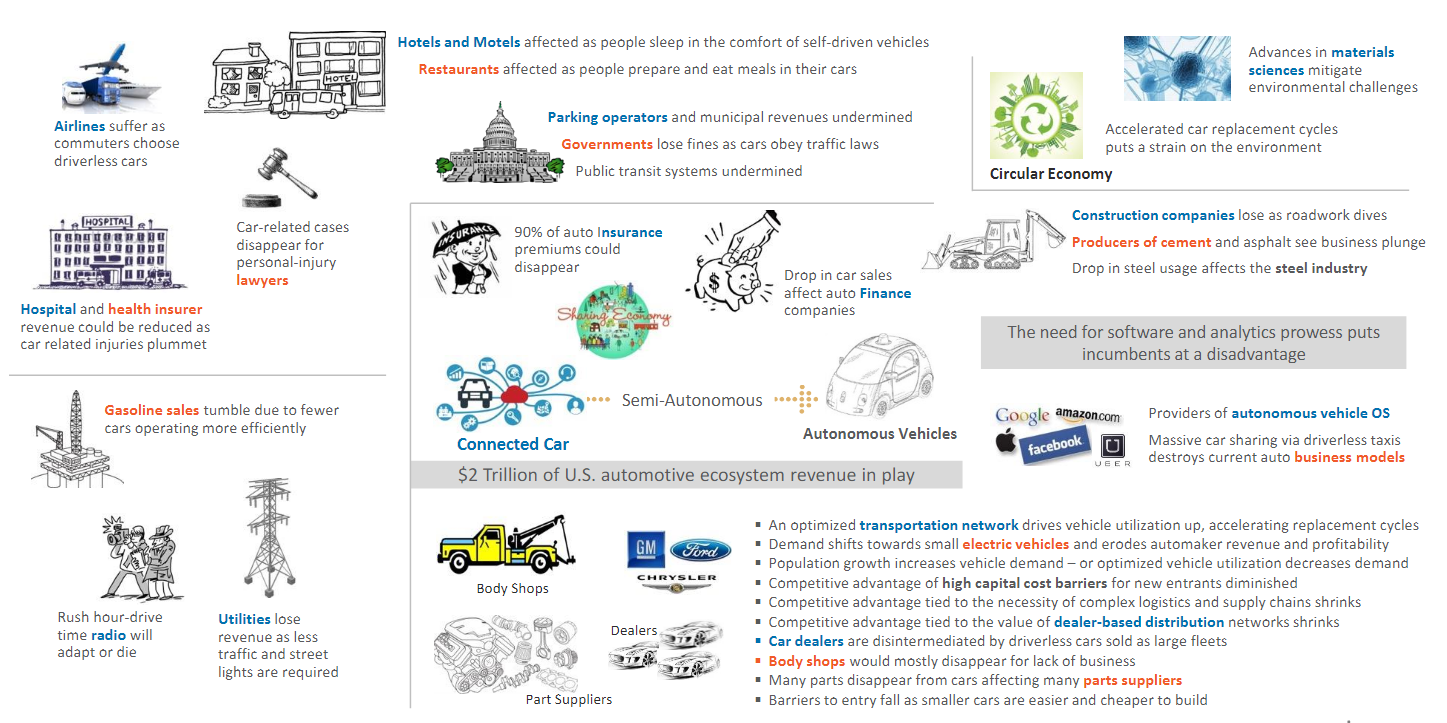 HOTEL
Hotels and Motels affected as people sleep in the comfort of self-driven vehicles
Restaurants affected as people prepare and eat meals in their cars
Airlines suffer as
commuters choose
driverless cars
Parking operators and municipal revenues undermined
Governments lose fines as cars obey traffic laws
Public transit systems undermined
Advances in materials
sciences mitigate
environmental challenges
Accelerated car replacement cycles
puts a strain on the environment
Circular Economy
HOSPITAL
Car-related cases
disappear for
personal-injury
lawyers
Hospital and health insurer
revenue could be reduced as
car related injuries plummet
INSURANCE
90% of auto Insurance
premiums could
disappear
$
Drop in car sales
affect auto Finance
companies
Sharing Economy
Construction companies lose as roadwork dives
Producers of cement and asphalt see business plunge
Drop in steel usage affects the steel industry
The need for software and analytics prowess puts
incumbents at a disadvantage
Gasoline sales tumble due to fewer
cars operating more efficiently
Semi-Autonomous
Connected Car
Autonomous Vehicles
$2 Trillion of U.S. automotive ecosystem revenue in play
Google amazon.com
facebook
UBER
Providers of autonomous vehicle OS
Massive car sharing via driverless taxis
destroys current auto business models
Rush hour-drive
time radio will
adapt or die
Utilities lose
revenue as less
traffic and street
lights are required
Body Shops
GM Ford
CHRYSLER
Dealers
Part Suppliers
▪ An optimized transportation network drives vehicle utilization up, accelerating replacement cycles
▪ Demand shifts towards small electric vehicles and erodes automaker revenue and profitability
▪ Population growth increases vehicle demand – or optimized vehicle utilization decreases demand
▪ Competitive advantage of high capital cost barriers for new entrants diminished
▪ Competitive advantage tied to the necessity of complex logistics and supply chains shrinks
▪ Competitive advantage tied to the value of dealer-based distribution networks shrinks
▪ Car dealers are disintermediated by driverless cars sold as large fleets
▪ Body shops would mostly disappear for lack of business
▪ Many parts disappear from cars affecting many parts suppliers
▪ Barriers to entry fall as smaller cars are easier and cheaper to build